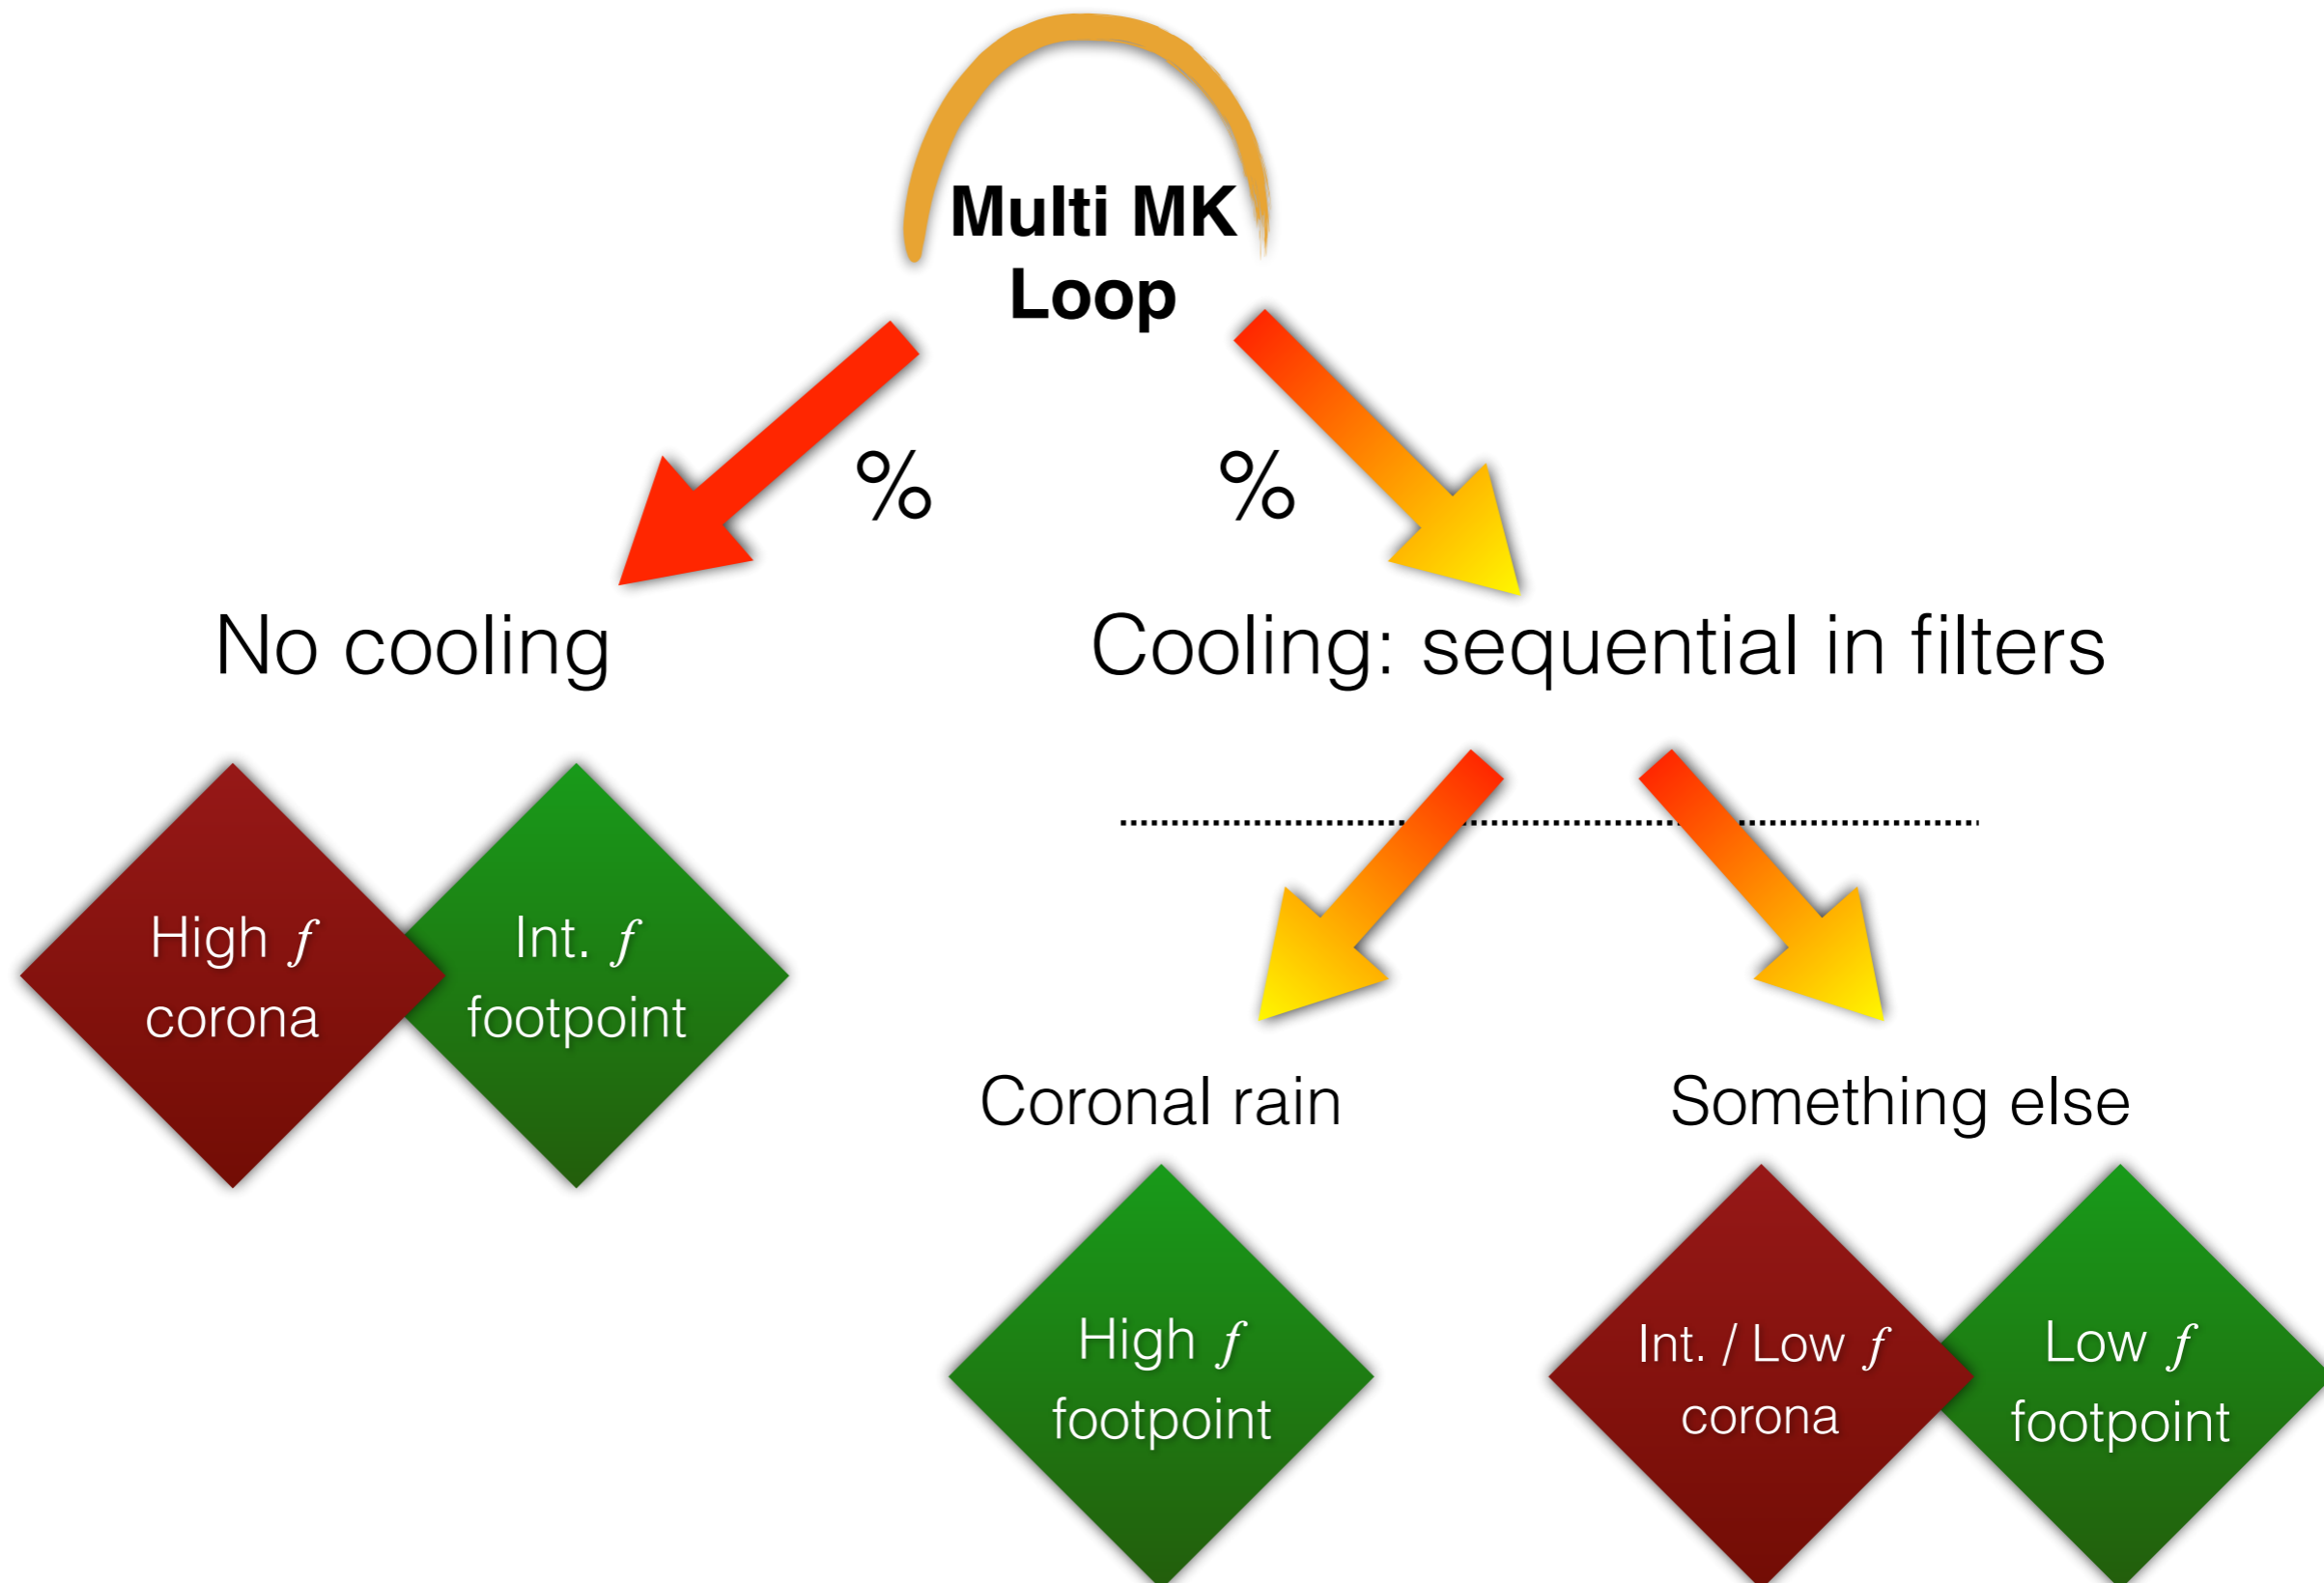 Multi MK
Loop
%
%
No cooling
Cooling: sequential in filters
High f
corona
Int. f
footpoint
Coronal rain
Something else
High f
footpoint
Int. / Low f
corona
Low f
footpoint